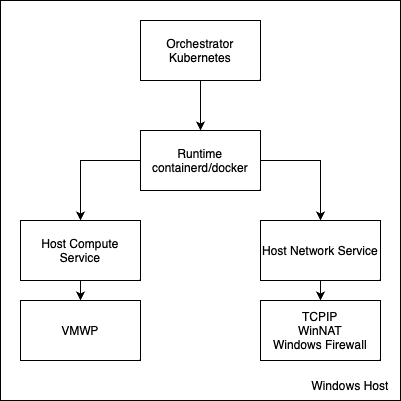 Orchestrator
Kubernetes
Runtime
containerd/docker
Host Compute
Service
Host Network Service
VMWP
TCPIP
WinNAT
Windows Firewall
Windows Host